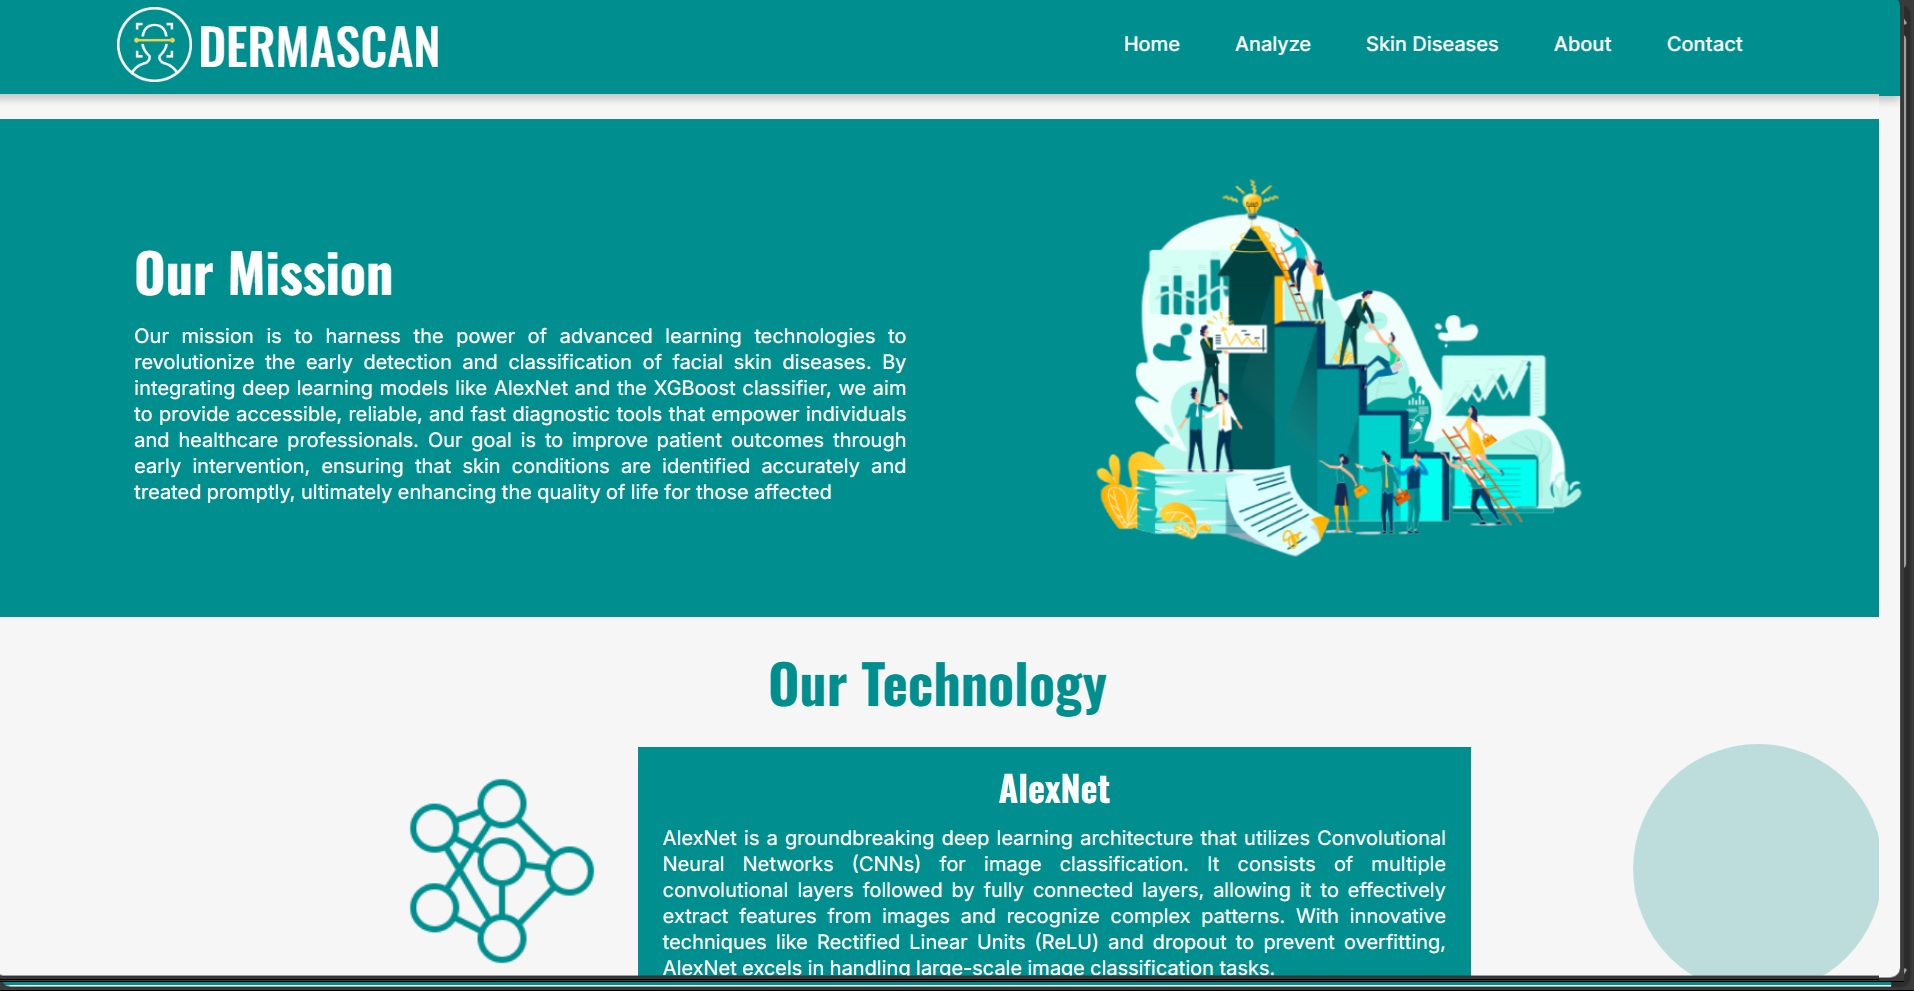 DERMASCAN
Home Analyze Skin Diseases About Contact
Our Mission
Our mission is to harness the power of advanced learning technologies to
revolutionize the early detection and classification of facial skin diseases. By
integrating deep learning models like AlexNet and the XGBoost classifier, we aim
to provide accessible, reliable, and fast diagnostic tools that empower individuals
and healthcare professionals. Our goal is to improve patient outcomes through
early intervention, ensuring that skin conditions are identified accurately and
treated promptly, ultimately enhancing the quality of life for those affected
Our Technology
AlexNet
AlexNet is a groundbreaking deep learning architecture that utilizes Convolutional
Neural Networks (CNNs) for image classification. It consists of multiple
convolutional layers followed by fully connected layers, allowing it to effectively
extract features from images and recognize complex patterns. With innovative
techniques like Rectified Linear Units (ReLU) and dropout to prevent overfitting,
AlexNet excels in handling large-scale image classification tasks.